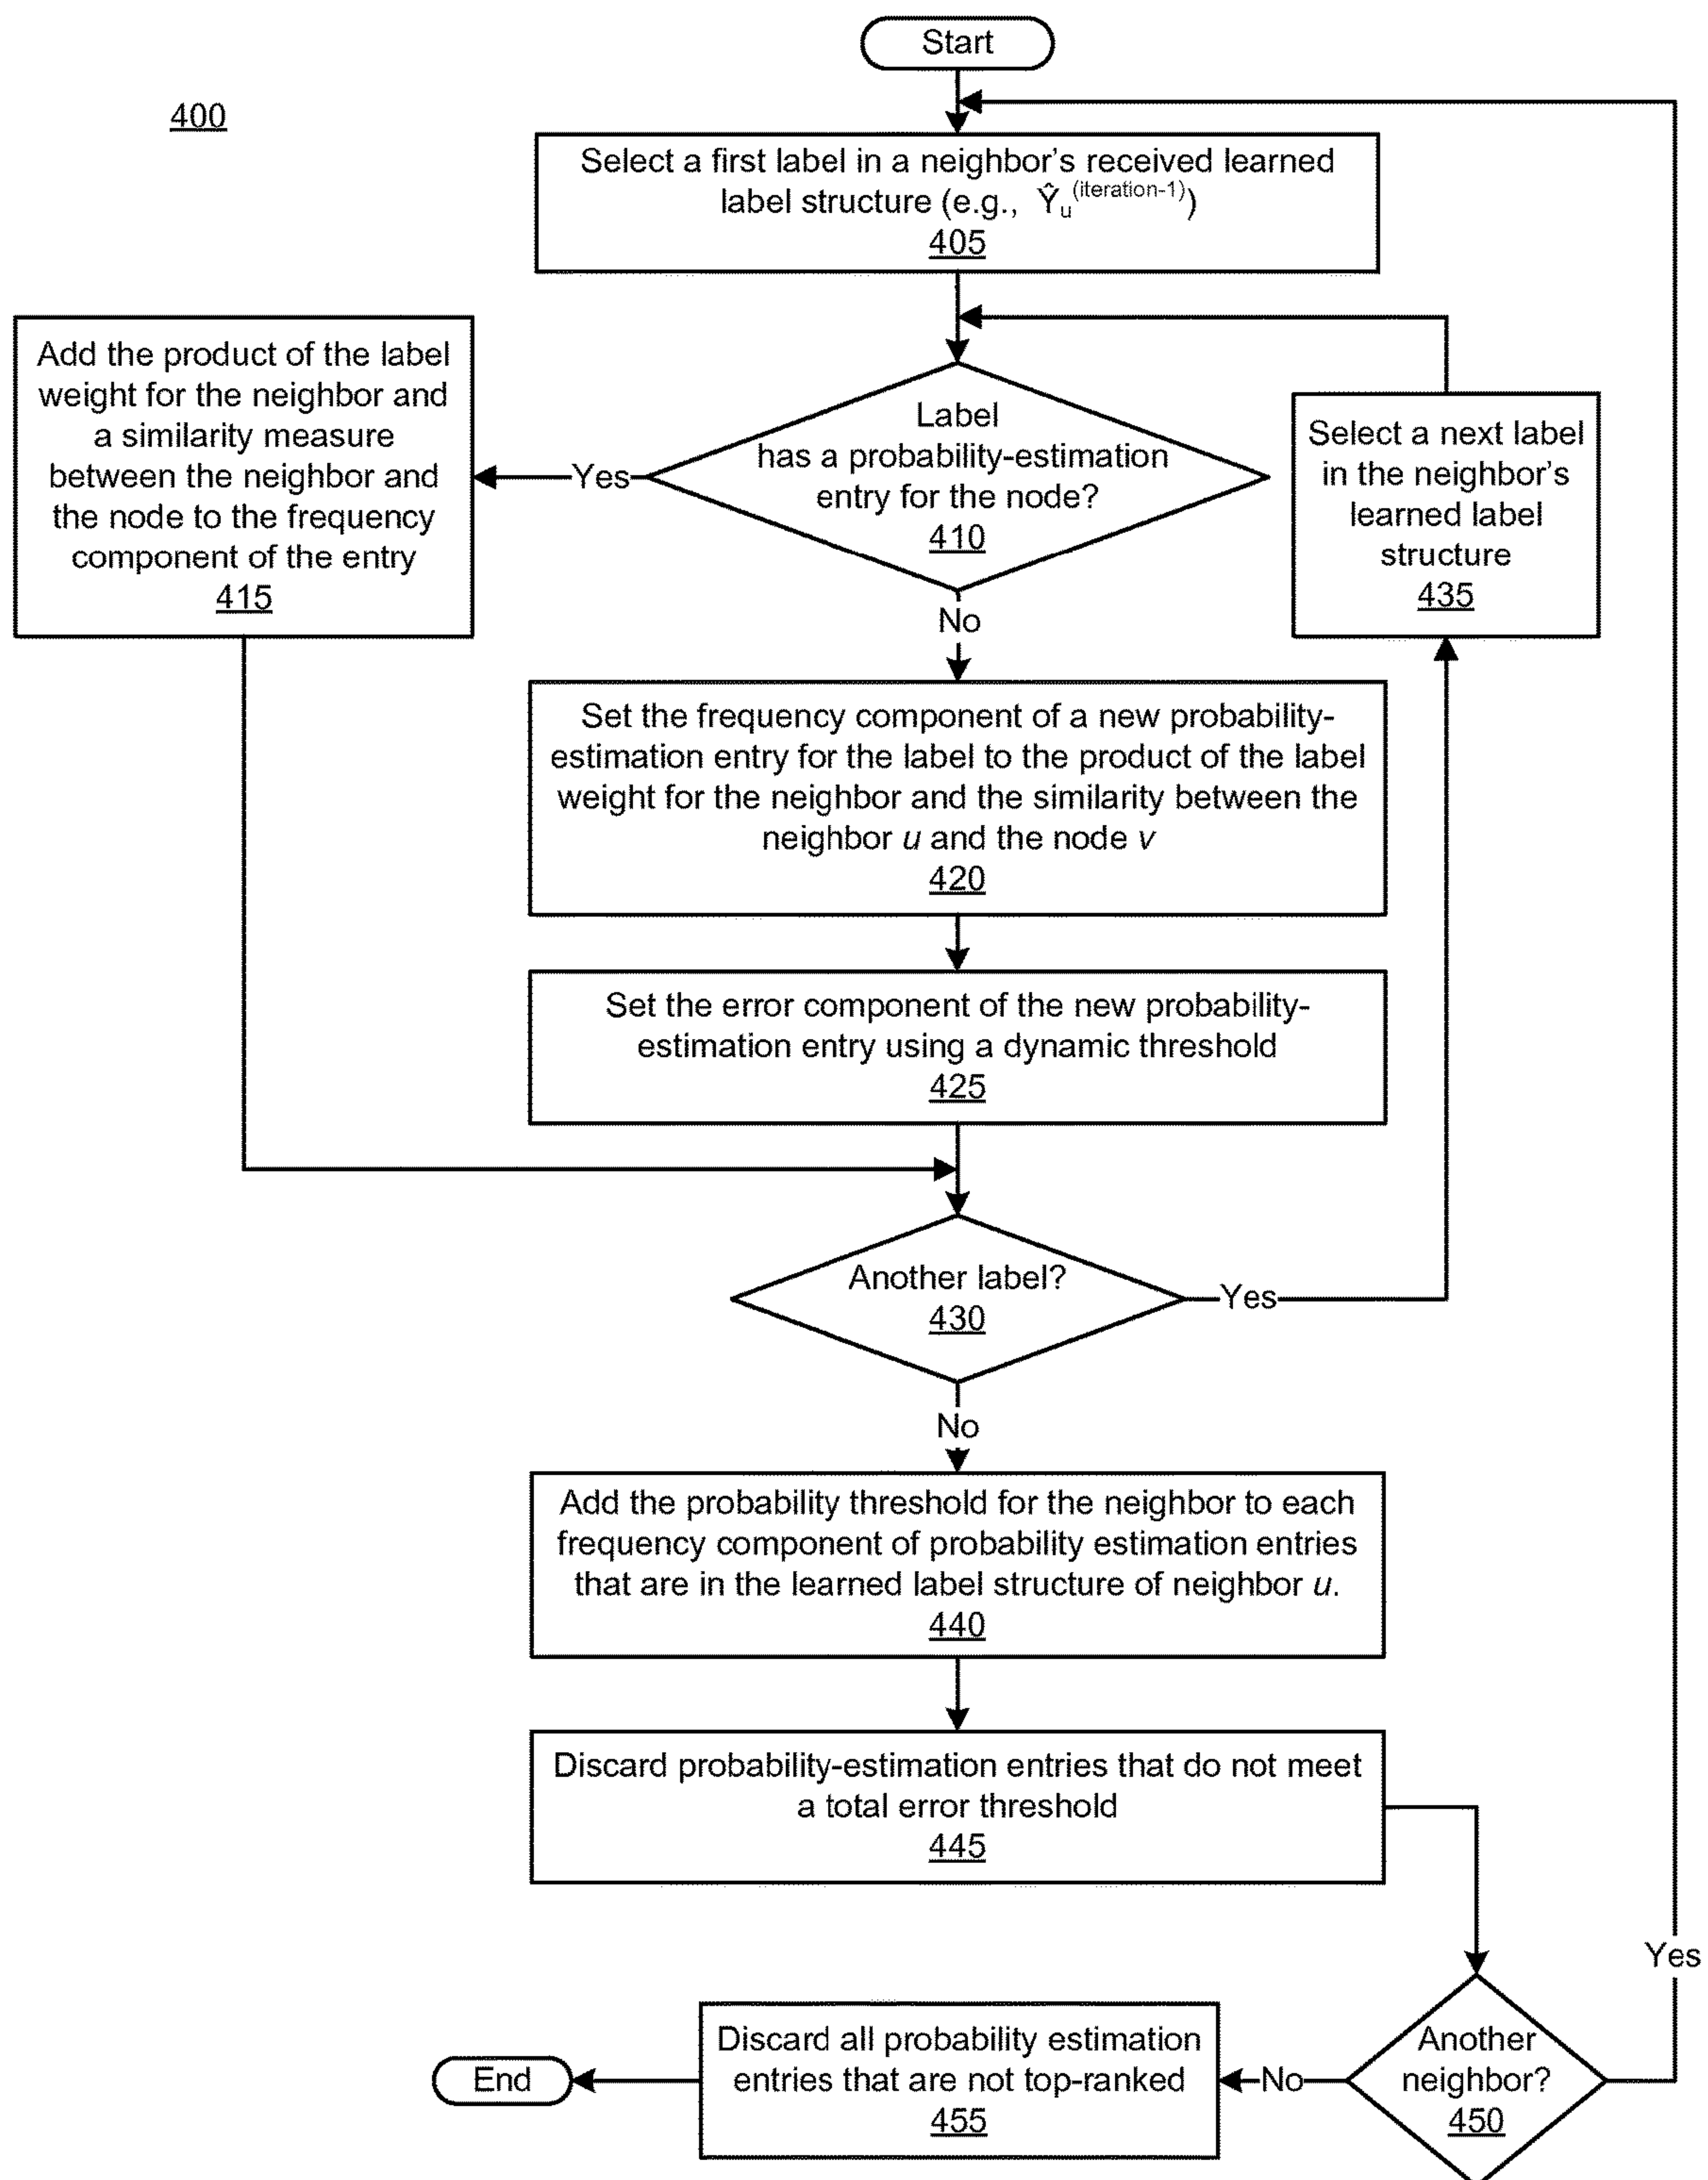 Start
400
Select a first label in a neighbor's received learned
label structure (e.g., Ŷu(iteration-1))
405
Add the product of the label
weight for the neighbor and
a similarity measure
between the neighbor and
the node to the frequency
component of the entry
415
Yes
Label
has a probability-estimation
entry for the node?
410
Select a next label
in the neighbor's
learned label
structure
435
No
Set the frequency component of a new probability-
estimation entry for the label to the product of the label
weight for the neighbor and the similarity between the
neighbor u and the node v
420
Set the error component of the new probability-
estimation entry using a dynamic threshold
425
Another label?
430
Yes
No
Add the probability threshold for the neighbor to each
frequency component of probability estimation entries
that are in the learned label structure of neighbor u.
440
Discard probability-estimation entries that do not meet
a total error threshold
445
Yes
Another
neighbor?
450
No
Discard all probability estimation
entries that are not top-ranked
455
End